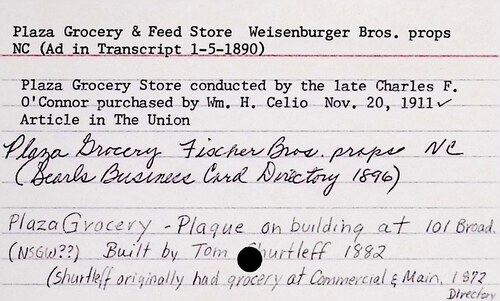 Plaza Grocery & Feed Store Weisenburger Bros. props
NC (Ad in Transcript 1-5-1890)
Plaza Grocery Store conducted by the late Charles F.
O'Connor purchased by Wm. H. Celio Nov. 20, 1911✓
Article in The Union
Plaza Grocery Fischer Bros. props NC
(Searls Business Card Directory 1896)
Plaza Grocery - Plaque on building at 101 Broad.
(NSGW??) Built by Tom Shurtleff 1882
(Shurtleff originally had grocery at Commercial & Main, 1872
Directory